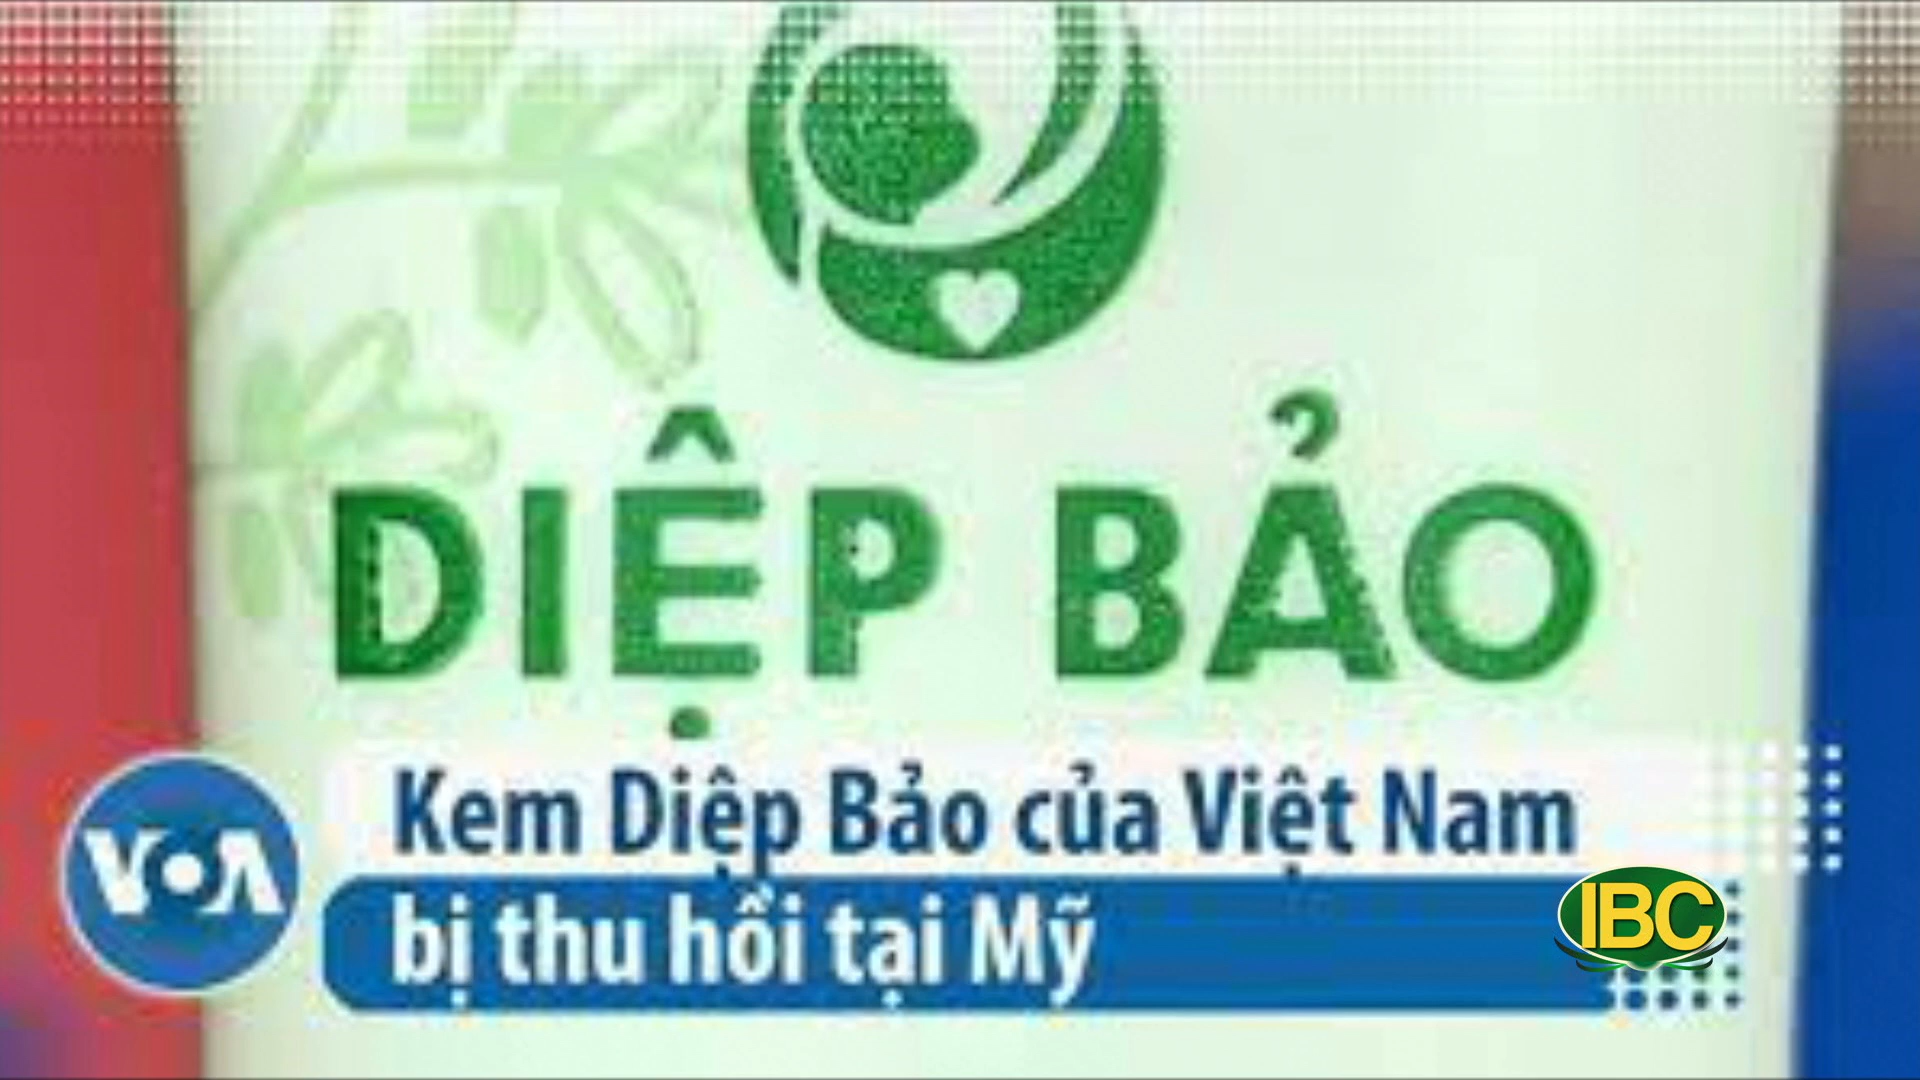 DIỆP BẢO
Kem Diệp Bảo của Việt Nam
bị thu hồi tại Mỹ
VOA
IBC